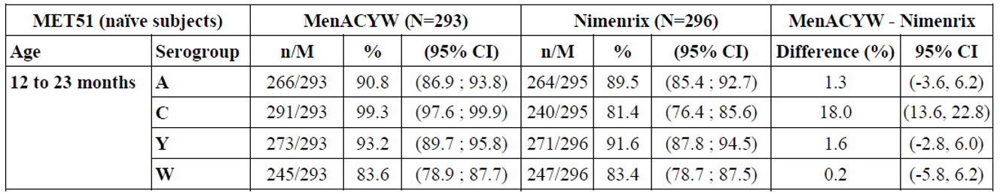 MET51 (naïve subjects) MenACYW (N=293) Nimenrix (N=296) MenACYW - Nimenrix
Age Serogroup n/M % (95% CI) n/M % (95% CI) Difference (%) 95% CI
12 to 23 months A 266/293 90.8 (86.9 ; 93.8) 264/295 89.5 (85.4 ; 92.7) 1.3 (-3.6, 6.2)
C 291/293 99.3 (97.6 ; 99.9) 240/295 81.4 (76.4 ; 85.6) 18.0 (13.6, 22.8)
Y 273/293 93.2 (89.7 ; 95.8) 271/296 91.6 (87.8 ; 94.5) 1.6 (-2.8, 6.0)
W 245/293 83.6 (78.9 ; 87.7) 247/296 83.4 (78.7 ; 87.5) 0.2 (-5.8, 6.2)